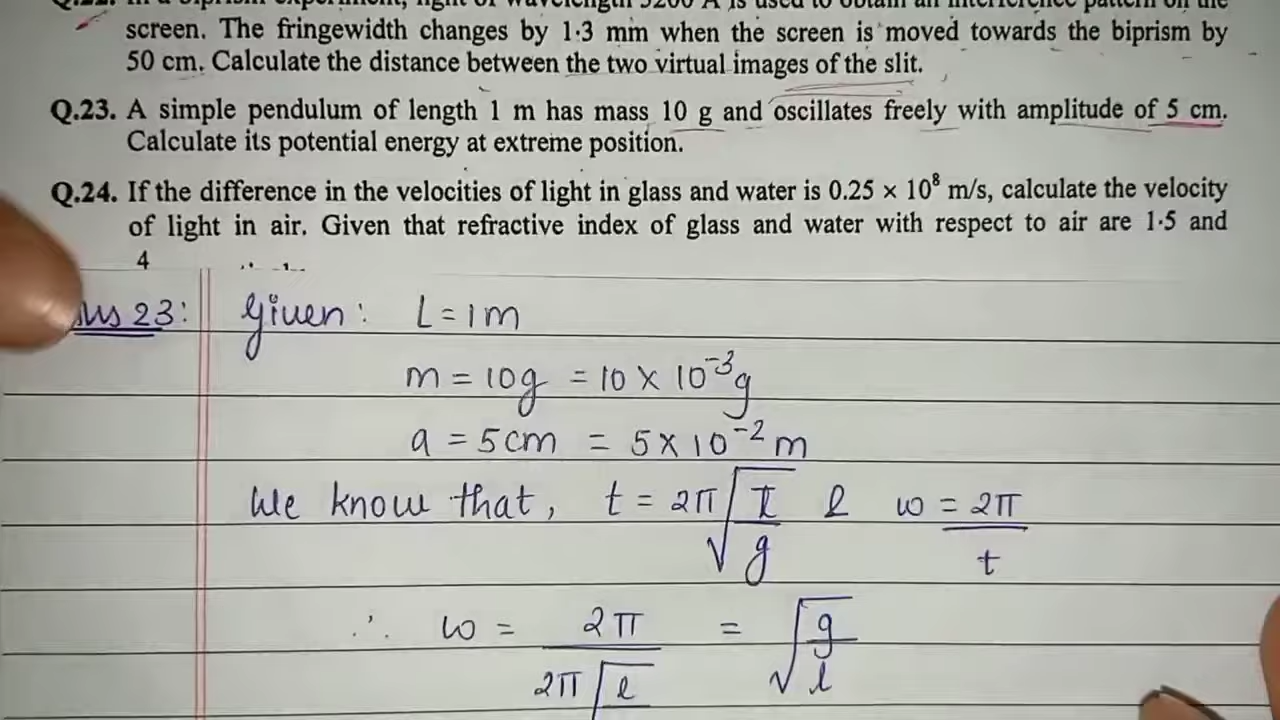 screen. The fringewidth changes by 1·3 mm when the screen is moved towards the biprism by
50 cm. Calculate the distance between the two virtual images of the slit.
Q.23. A simple pendulum of length 1 m has mass 10 g and oscillates freely with amplitude of 5 cm.
Calculate its potential energy at extreme position.
Q.24. If the difference in the velocities of light in glass and water is 0.25 × 10⁸ m/s, calculate the velocity
of light in air. Given that refractive index of glass and water with respect to air are 1·5 and
4
23: Given: L = 1m
m = 10g = 10 × 10⁻³g
a = 5cm = 5×10⁻² m
We know that, t = 2π √l/g & ω = 2π/t
∴ ω = 2π / 2π√l = √g/l